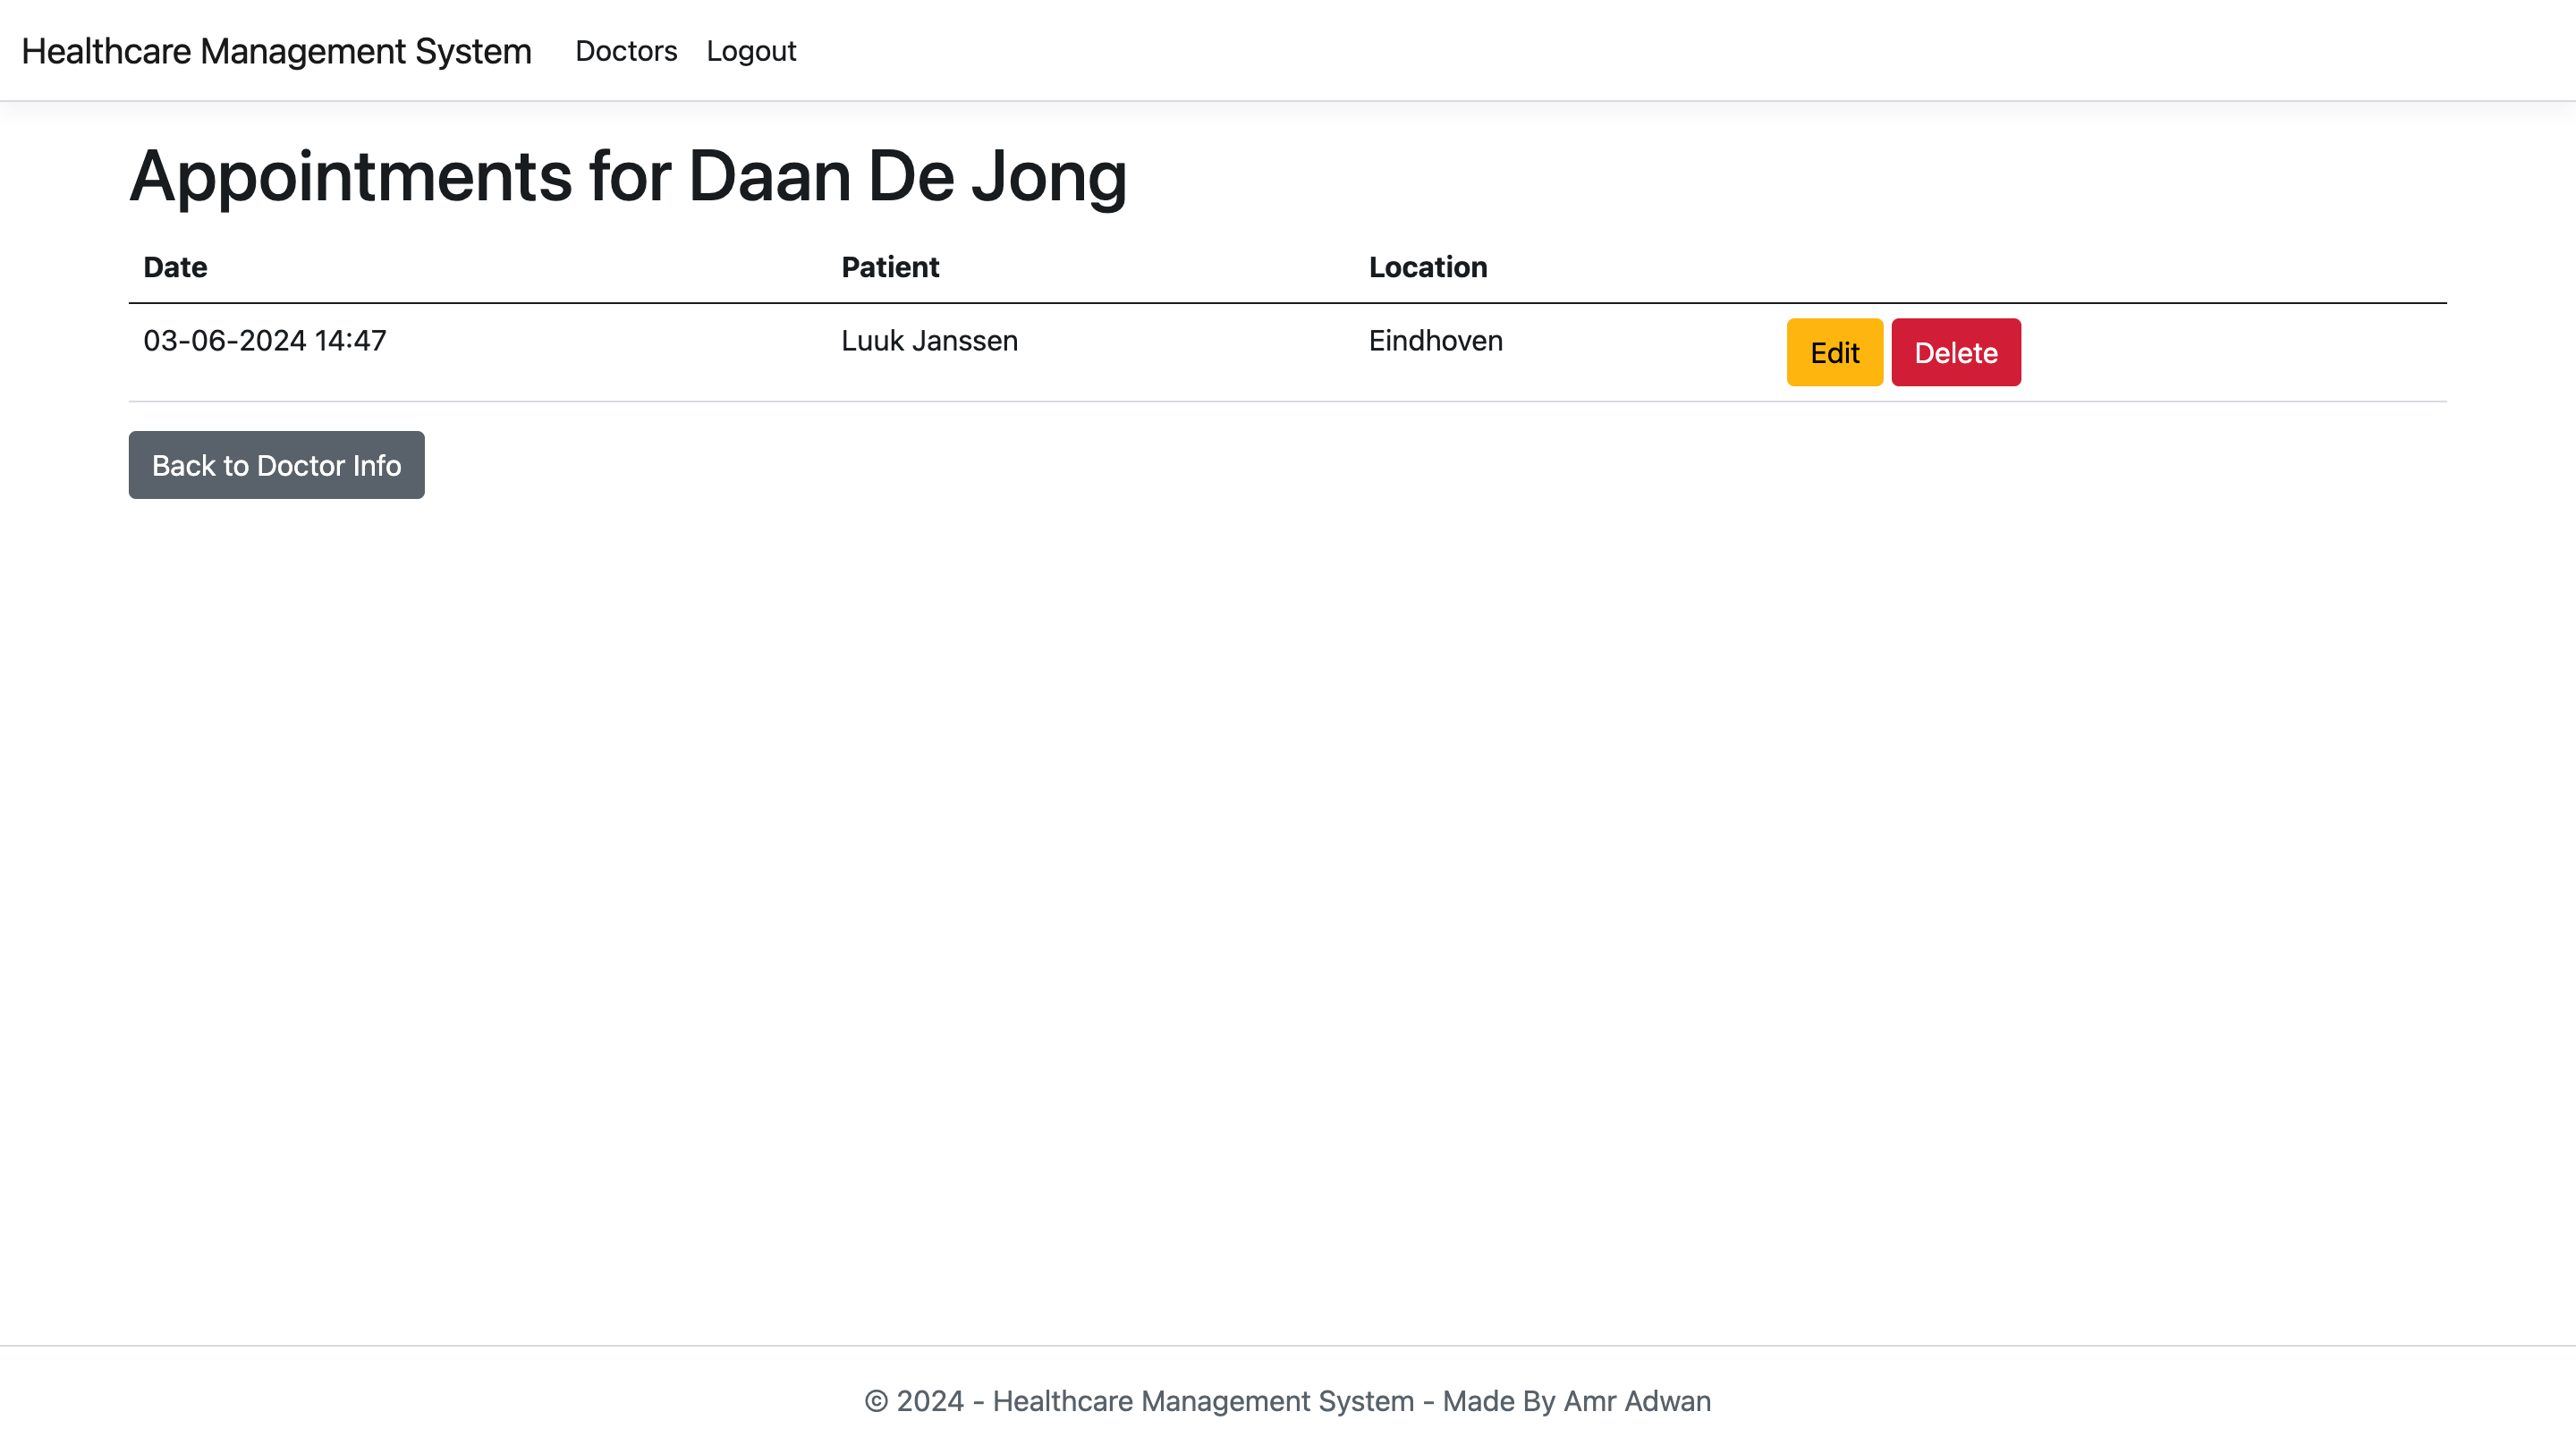 Healthcare Management System Doctors Logout
Appointments for Daan De Jong
Date Patient Location
03-06-2024 14:47 Luuk Janssen Eindhoven Edit Delete
Back to Doctor Info
© 2024 - Healthcare Management System - Made By Amr Adwan